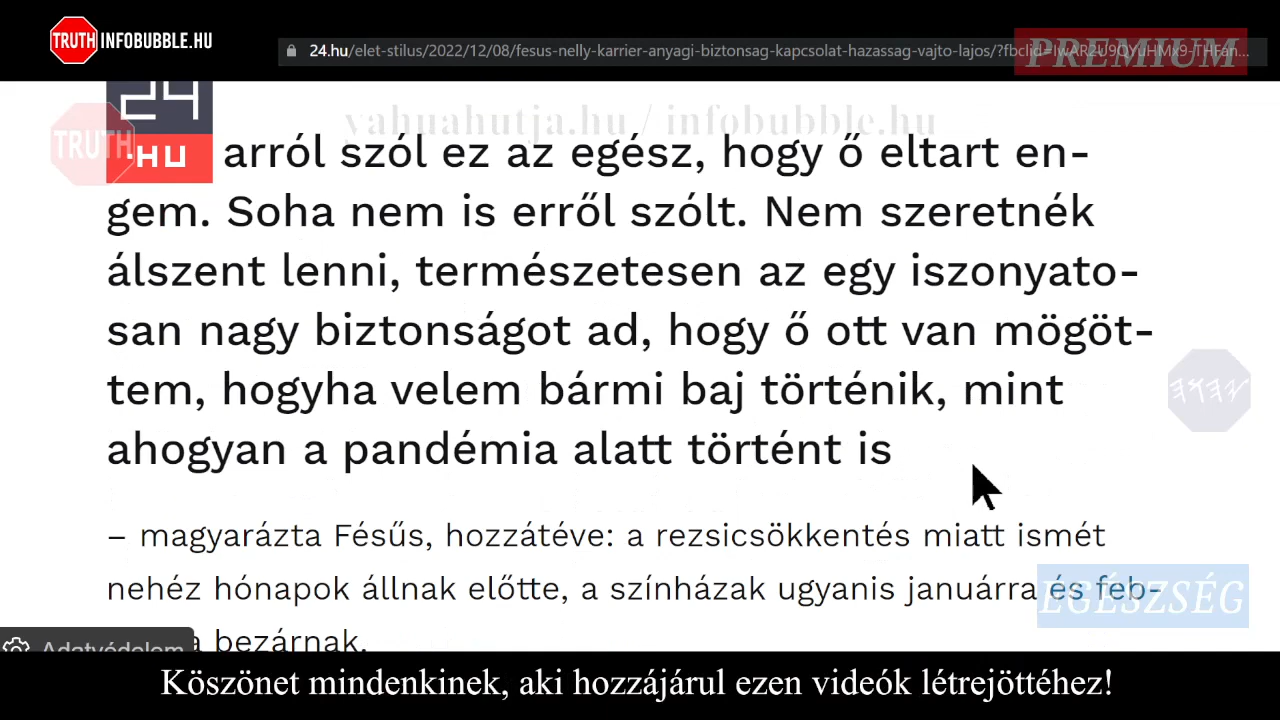 TRUTH INFOBUBBLE.HU
24.hu/elet-stilus/2022/12/08/fesus-nelly-karrier-anyagi-biztonsag-kapcsolat-hazassag-vajto-lajos/?fbclid=
PREMIUM
yahuahutja.hu / infobubble.hu
TRUTH
24
.HU
arról szól ez az egész, hogy ő eltart en-
gem. Soha nem is erről szólt. Nem szeretnék
álszent lenni, természetesen az egy iszonyato-
san nagy biztonságot ad, hogy ő ott van mögöt-
tem, hogyha velem bármi baj történik, mint
ahogyan a pandémia alatt történt is
– magyarázta Fésűs, hozzátéve: a rezsicsökkentés miatt ismét
nehéz hónapok állnak előtte, a színházak ugyanis januárra és feb-
EGÉSZSÉG
a bezárnak.
Adatvédelem
Köszönet mindenkinek, aki hozzájárul ezen videók létrejöttéhez!